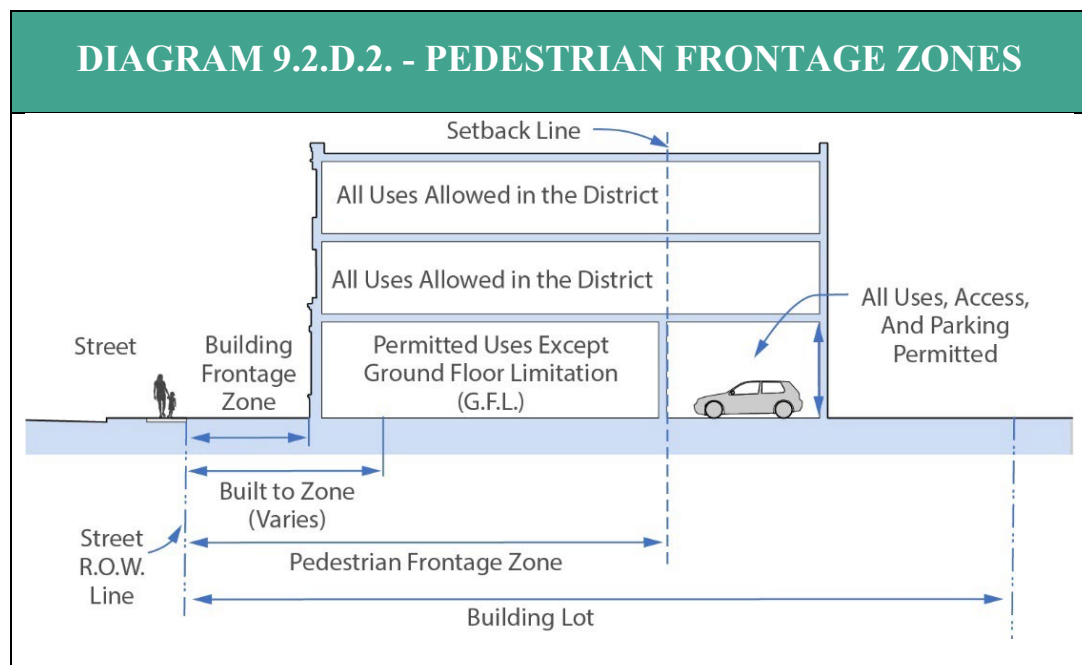 DIAGRAM 9.2.D.2. - PEDESTRIAN FRONTAGE ZONES
Setback Line
All Uses Allowed in the District
All Uses Allowed in the District
All Uses, Access,
And Parking
Permitted
Street
Building
Frontage
Zone
Permitted Uses Except
Ground Floor Limitation
(G.F.L.)
Built to Zone
(Varies)
Street
R.O.W.
Line
Pedestrian Frontage Zone
Building Lot